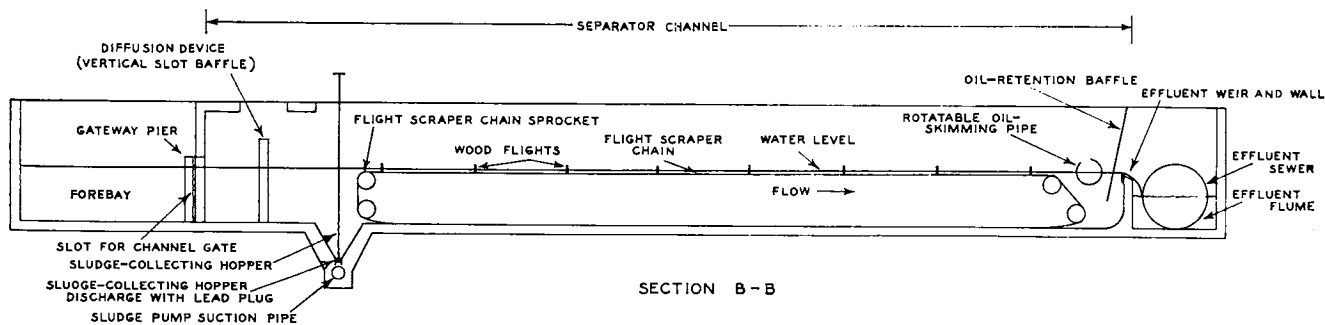 SEPARATOR CHANNEL
DIFFUSION DEVICE
(VERTICAL SLOT BAFFLE)
OIL-RETENTION BAFFLE
EFFLUENT WEIR AND WALL
GATEWAY PIER
FLIGHT SCRAPER CHAIN SPROCKET
WOOD FLIGHTS
FLIGHT SCRAPER
CHAIN
WATER LEVEL
ROTATABLE OIL-
SKIMMING PIPE
FOREBAY
FLOW
EFFLUENT
SEWER
EFFLUENT
FLUME
SLOT FOR CHANNEL GATE
SLUDGE-COLLECTING HOPPER
SLUDGE-COLLECTING HOPPER
DISCHARGE WITH LEAD PLUG
SLUDGE PUMP SUCTION PIPE
SECTION B-B